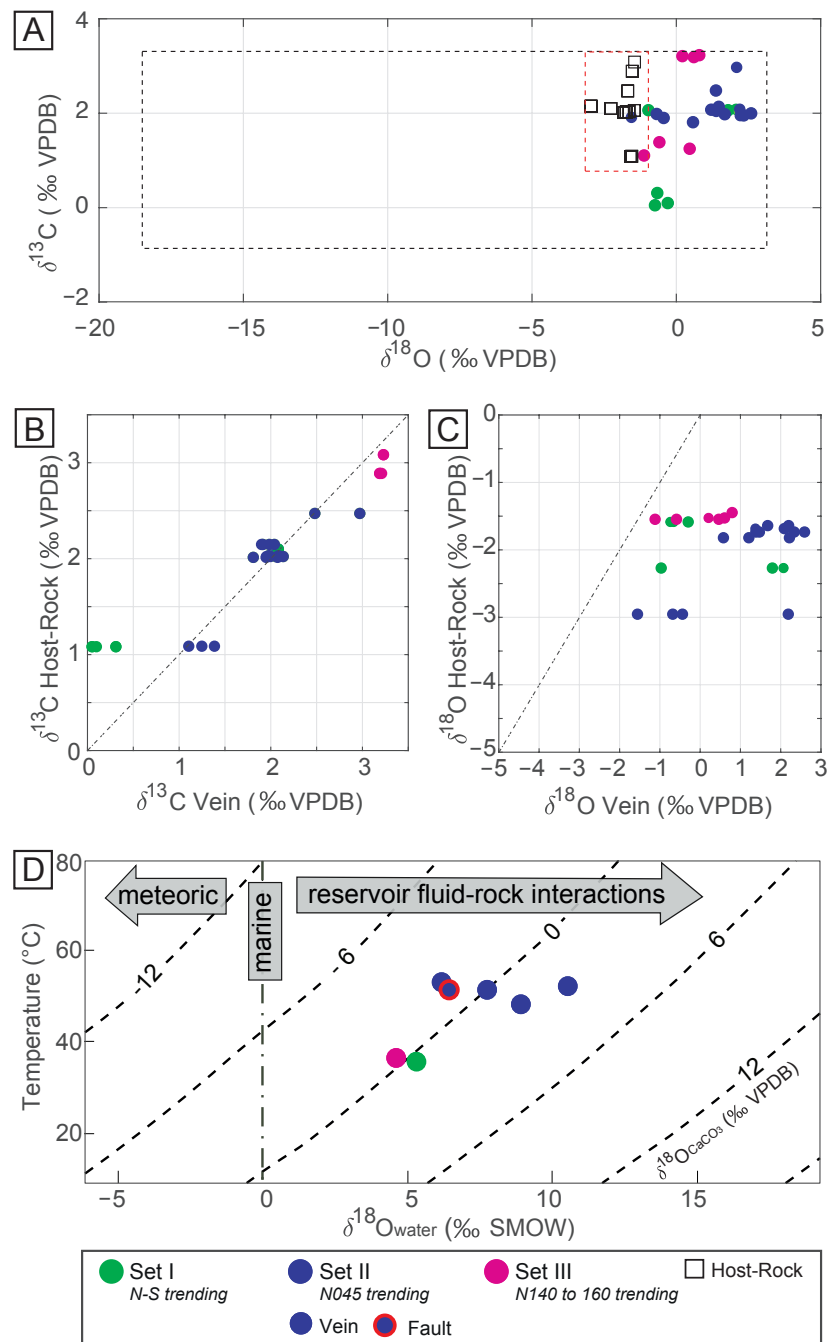 A
4
2
0
−2
δ13C (‰ VPDB)
−20
−15
−10
−5
0
5
δ18O (‰ VPDB)
B
3
2
1
0
δ13C Host-Rock (‰ VPDB)
0
1
2
3
δ13C Vein (‰ VPDB)
C
0
−1
−2
−3
−4
−5
δ18O Host-Rock (‰ VPDB)
−5
−4
−3
−2
−1
0
1
2
3
δ18O Vein (‰ VPDB)
D
80
60
40
20
Temperature (°C)
meteoric
marine
reservoir fluid-rock interactions
-12
6
0
6
12
δ18OCaCO3 (‰ VPDB)
−5
0
5
10
15
δ18Owater (‰ SMOW)
Set I
N-S trending
Set II
N045 trending
Set III
N140 to 160 trending
Host-Rock
Vein
Fault